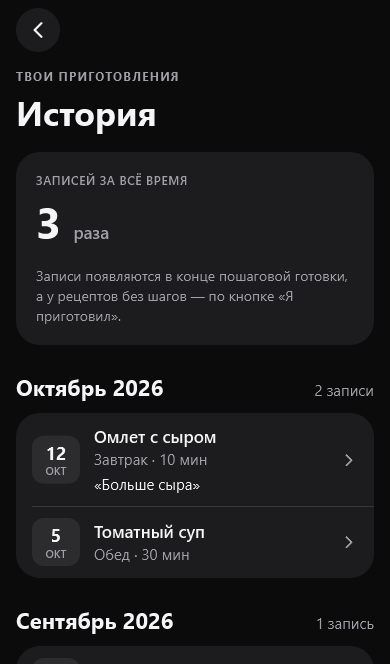 ТВОИ ПРИГОТОВЛЕНИЯ
История
ЗАПИСЕЙ ЗА ВСЁ ВРЕМЯ
3 раза
Записи появляются в конце пошаговой готовки,
а у рецептов без шагов — по кнопке «Я
приготовил».
Октябрь 2026
2 записи
12
ОКТ
Омлет с сыром
Завтрак · 10 мин
«Больше сыра»
5
ОКТ
Томатный суп
Обед · 30 мин
Сентябрь 2026
1 запись